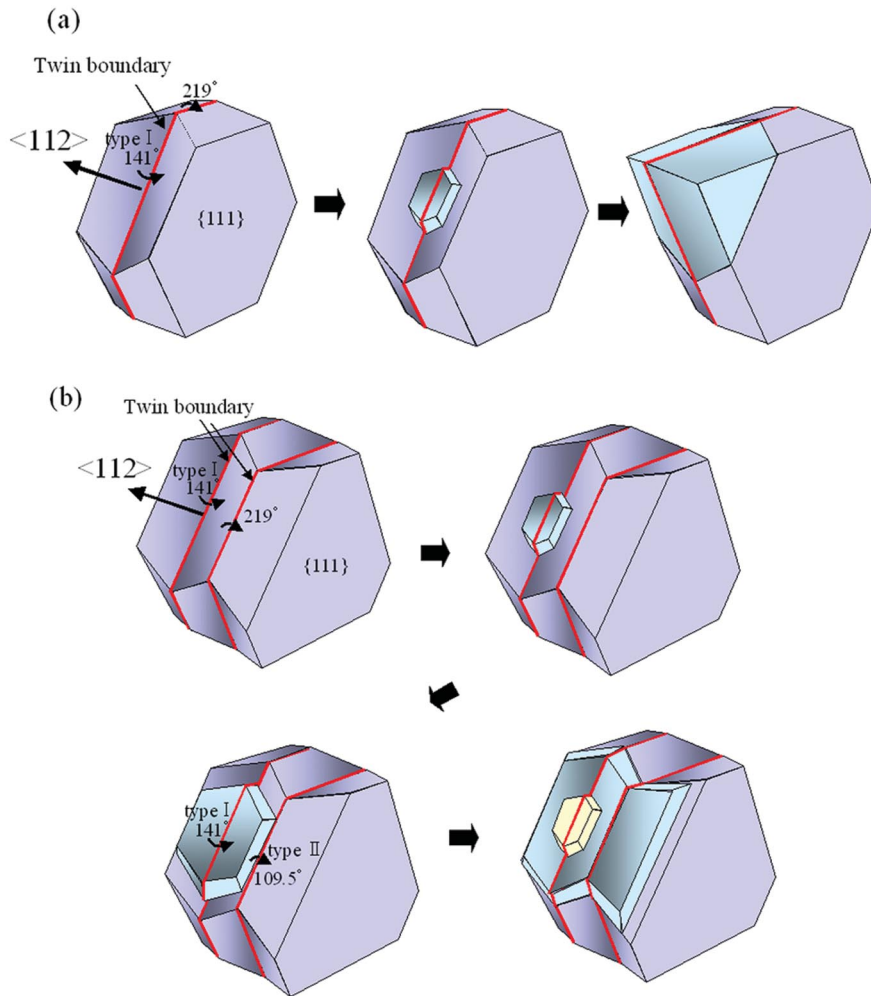 (a)
Twin boundary
219°
<112>
type Ⅰ
141°
{111}
(b)
Twin boundary
<112>
type Ⅰ
141°
219°
{111}
type Ⅰ
141°
type Ⅱ
109.5°